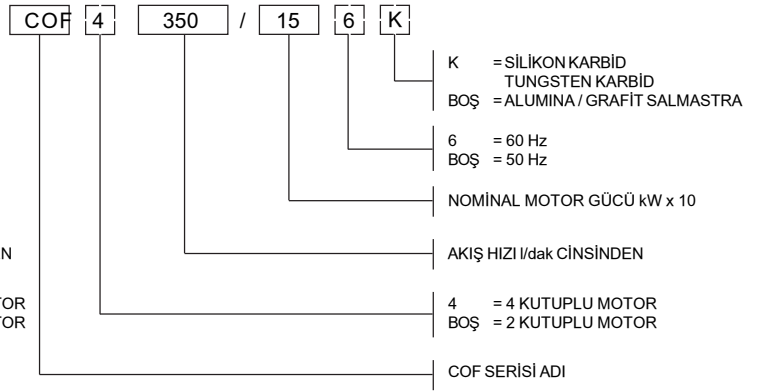 COF 4 350 / 15 6 K
K = SİLİKON KARBİD
TUNGSTEN KARBİD
BOŞ = ALUMINA / GRAFİT SALMASTRA
6 = 60 Hz
BOŞ = 50 Hz
NOMİNAL MOTOR GÜCÜ kW x 10
N
AKIŞ HIZI l/dak CİNSİNDEN
TOR
4 = 4 KUTUPLU MOTOR
TOR
BOŞ = 2 KUTUPLU MOTOR
COF SERİSİ ADI